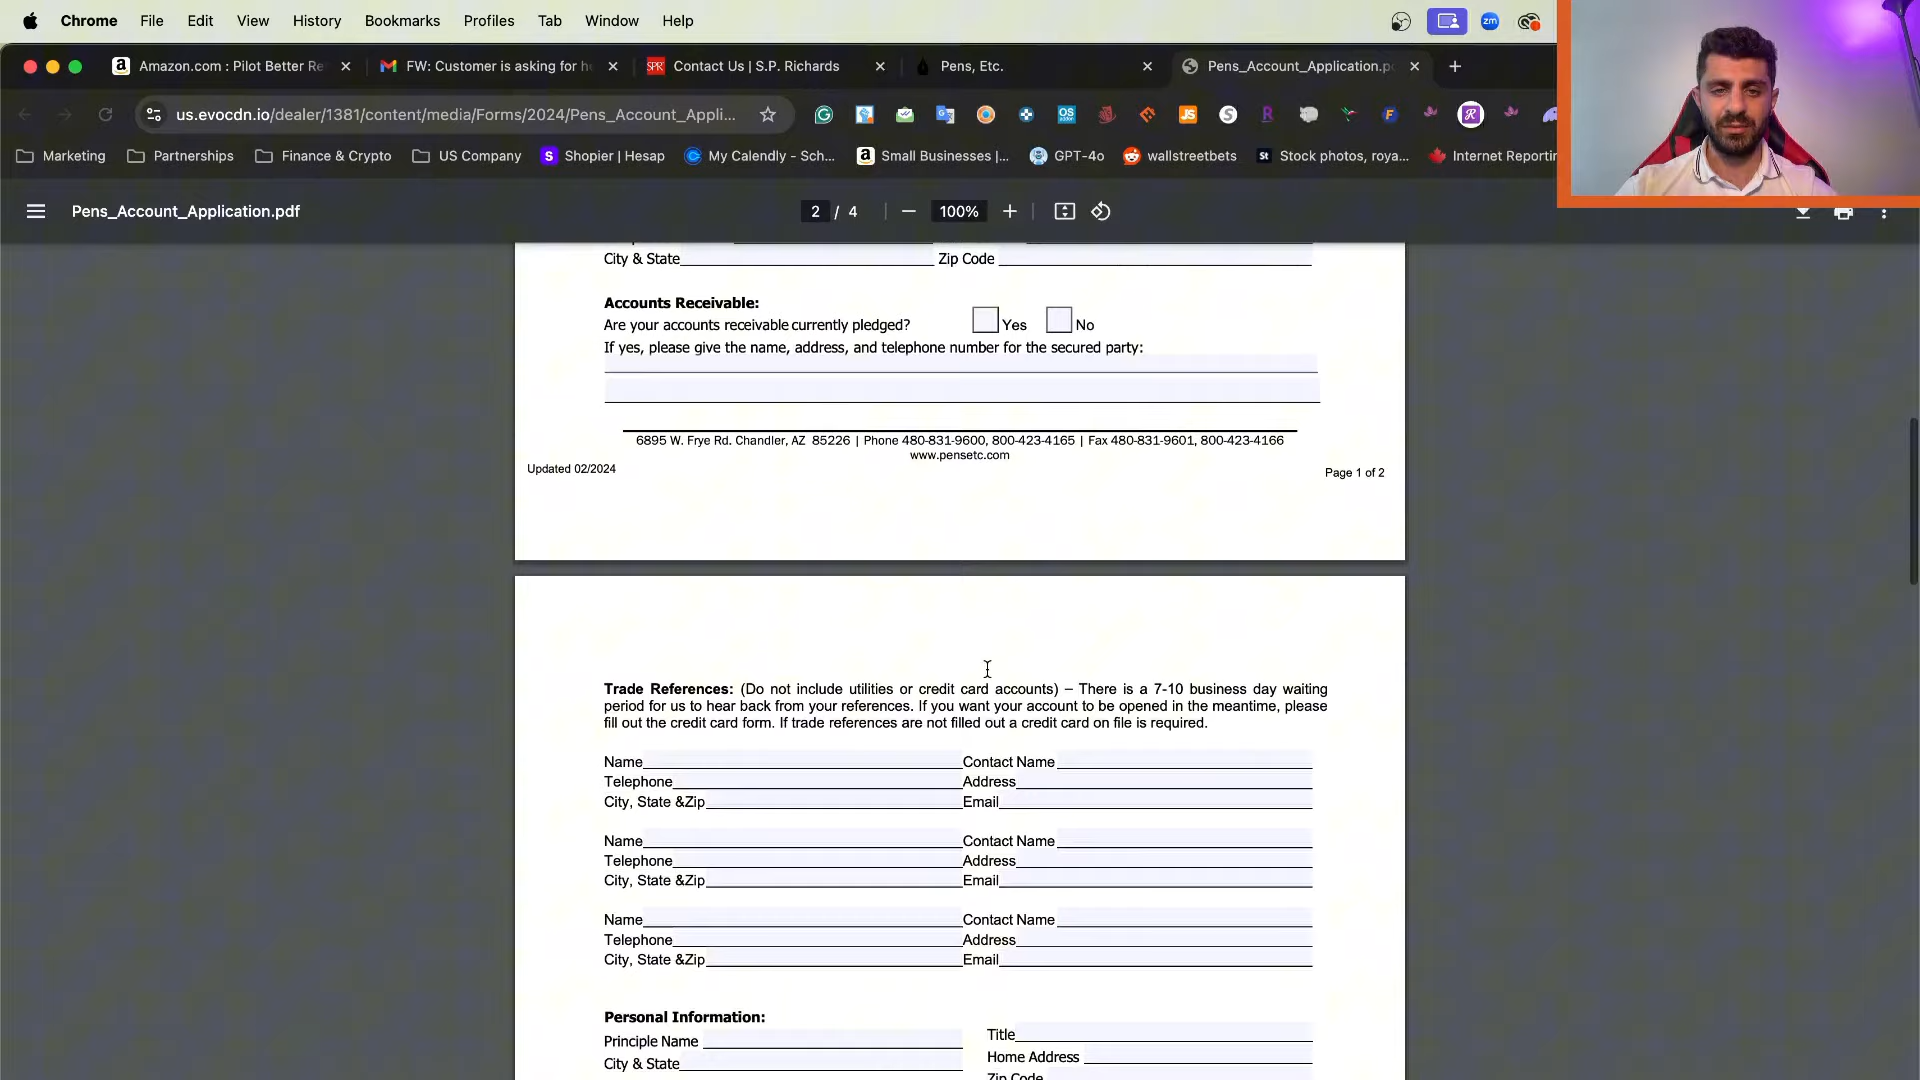 Chrome File Edit View History Bookmarks Profiles Tab Window Help zm
Amazon.com : Pilot Better Re
FW: Customer is asking for h
SPR Contact Us | S.P. Richards
Pens, Etc.
Pens_Account_Application.p
us.evocdn.io/dealer/1381/content/media/Forms/2024/Pens_Account_Appli...
Marketing Partnerships Finance & Crypto US Company Shopier | Hesap My Calendly - Sch... Small Businesses |... GPT-4o wallstreetbets Stock photos, roya... Internet Reportin
Pens_Account_Application.pdf 2 / 4 100%
City & State Zip Code
Accounts Receivable:
Are your accounts receivable currently pledged? Yes No
If yes, please give the name, address, and telephone number for the secured party:
6895 W. Frye Rd. Chandler, AZ 85226 | Phone 480-831-9600, 800-423-4165 | Fax 480-831-9601, 800-423-4166
www.pensetc.com
Updated 02/2024 Page 1 of 2
Trade References: (Do not include utilities or credit card accounts) – There is a 7-10 business day waiting
period for us to hear back from your references. If you want your account to be opened in the meantime, please
fill out the credit card form. If trade references are not filled out a credit card on file is required.
Name Contact Name
Telephone Address
City, State &Zip Email
Name Contact Name
Telephone Address
City, State &Zip Email
Name Contact Name
Telephone Address
City, State &Zip Email
Personal Information:
Principle Name Title
City & State Home Address
Zip Code